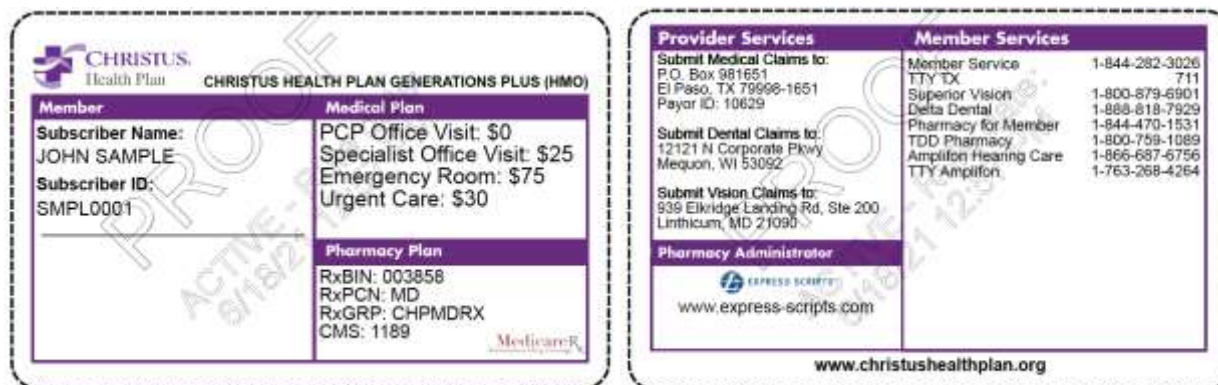 CHRISTUS.
Health Plan
CHRISTUS HEALTH PLAN GENERATIONS PLUS (HMO)
Member
Subscriber Name:
JOHN SAMPLE
Subscriber ID:
SMPL0001
Medical Plan
PCP Office Visit: $0
Specialist Office Visit: $25
Emergency Room: $75
Urgent Care: $30
Pharmacy Plan
RxBIN: 003858
RxPCN: MD
RxGRP: CHPMDRX
CMS: 1189
MedicareRx
PROOF
ACTIVE -
6/18/21
Provider Services
Submit Medical Claims to:
P.O. Box 981651
El Paso, TX 79998-1651
Payor ID: 10629
Submit Dental Claims to:
12121 N Corporate Pkwy
Mequon, WI 53092
Submit Vision Claims to:
939 Elkridge Landing Rd, Ste 200
Linthicum, MD 21090
Pharmacy Administrator
EXPRESS SCRIPTS
www.express-scripts.com
Member Services
Member Service 1-844-282-3026
TTY TX 711
Superior Vision 1-800-879-6901
Delta Dental 1-888-818-7929
Pharmacy for Member 1-844-470-1531
TDD Pharmacy 1-800-759-1089
Amplifon Hearing Care 1-866-687-6756
TTY Amplifon 1-763-268-4264
PROOF
www.christushealthplan.org